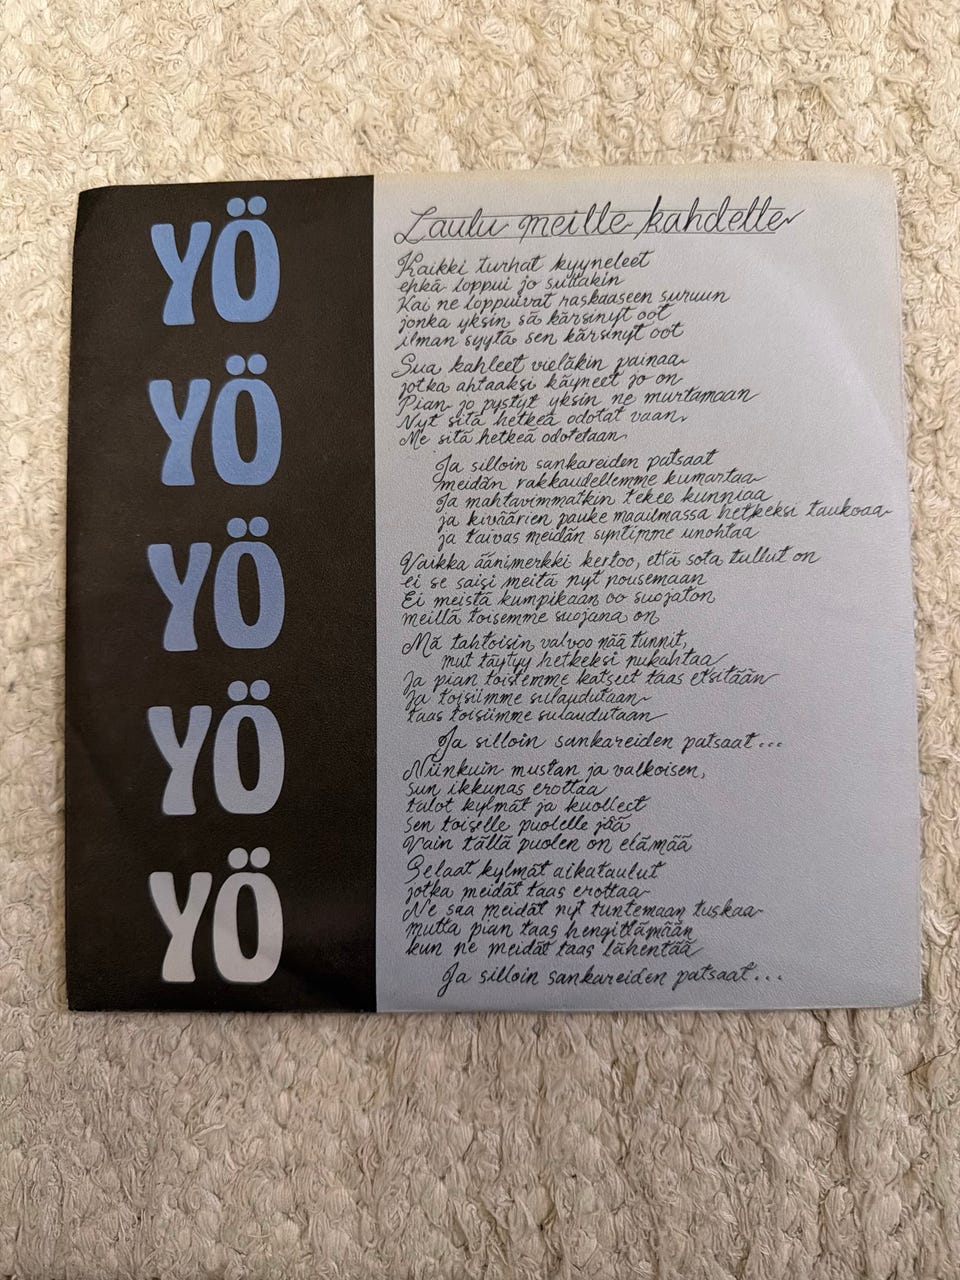 YÖ
YÖ
YÖ
YÖ
YÖ
Laulu meille kahdelle
Kaikki turhat kyyneleet
ehkä loppui jo sultakin
Kai ne loppuivat raskaaseen suruun
jonka yksin sä kärsinyt oot
ilman syytä sen kärsinyt oot
Sua kahleet vieläkin painaa
jotka ahtaaksi käyneet jo on
Pian jo pystyt yksin ne murtamaan
Nyt sitä hetkeä odotat vaan
Me sitä hetkeä odotetaan
Ja silloin sankareiden patsaat
meidän rakkaudellemme kumartaa
Ja mahtavimmatkin tekee kunniaa
ja kiväärien pauke maailmassa hetkeksi taukoaa
ja taivas meidän syntimme unohtaa
Vaikka äänimerkki kertoo, että sota tullut on
ei se saisi meitä nyt nousemaan
Ei meistä kumpikaan oo suojaton
meillä toisemme suojana on
Mä tahtoisin valvoo nää tunnit,
mut täytyy hetkeksi nukahtaa
Ja pian toistemme katseet taas etsitään
Ja toisiimme sulaudutaan
taas toisiimme sulaudutaan
Ja silloin sankareiden patsaat...
Niinkuin mustan ja valkoisen,
sun ikkunas erottaa
talot kylmät ja kuolleet
sen toiselle puolelle jää
Vain tällä puolen on elämää
Selaat kylmät aikataulut
jotka meidät taas erottaa
Ne saa meidät nyt tuntemaan tuskaa
mutta pian taas hengittämään
kun ne meidät taas lähentää
Ja silloin sankareiden patsaat...